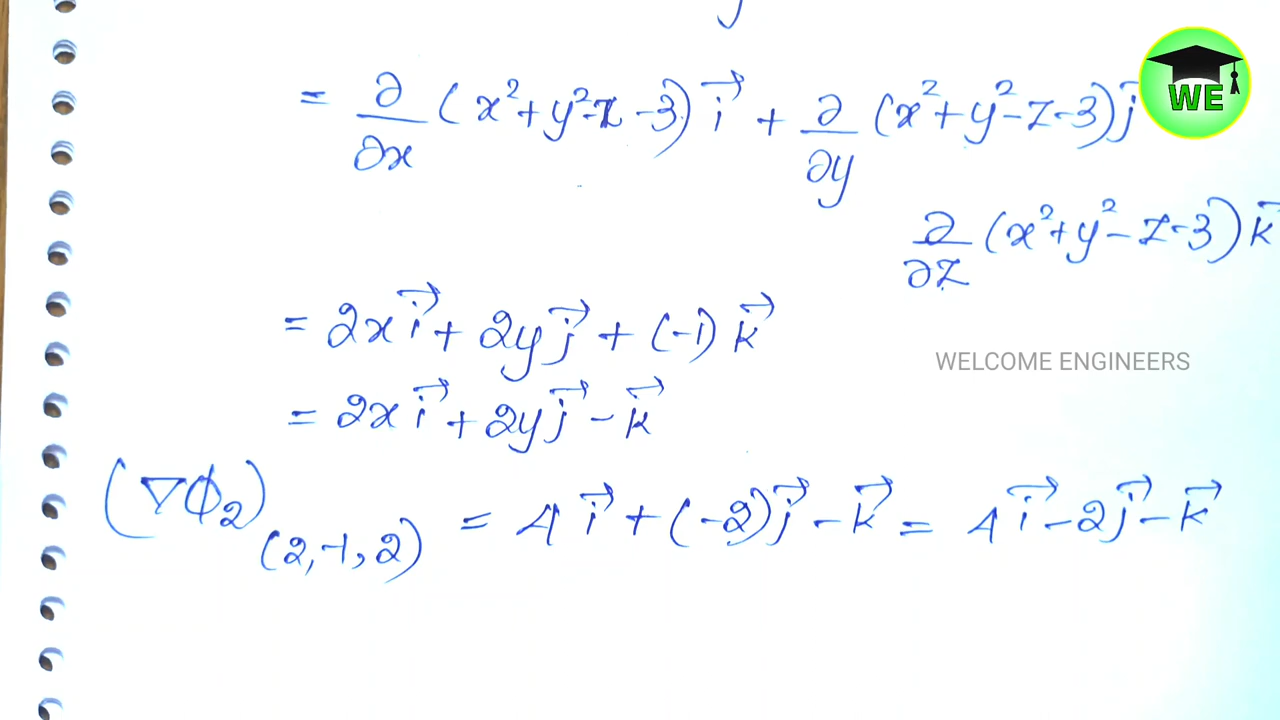 = ∂/∂x (x²+y²-z-3) i⃗ + ∂/∂y (x²+y²-z-3) j⃗
WE
∂/∂z (x²+y²-z-3) k⃗
= 2x i⃗ + 2y j⃗ + (-1) k⃗
WELCOME ENGINEERS
= 2x i⃗ + 2y j⃗ - k⃗
(∇ϕ₂)(2,-1,2) = 4 i⃗ + (-2) j⃗ - k⃗ = 4 i⃗ - 2 j⃗ - k⃗